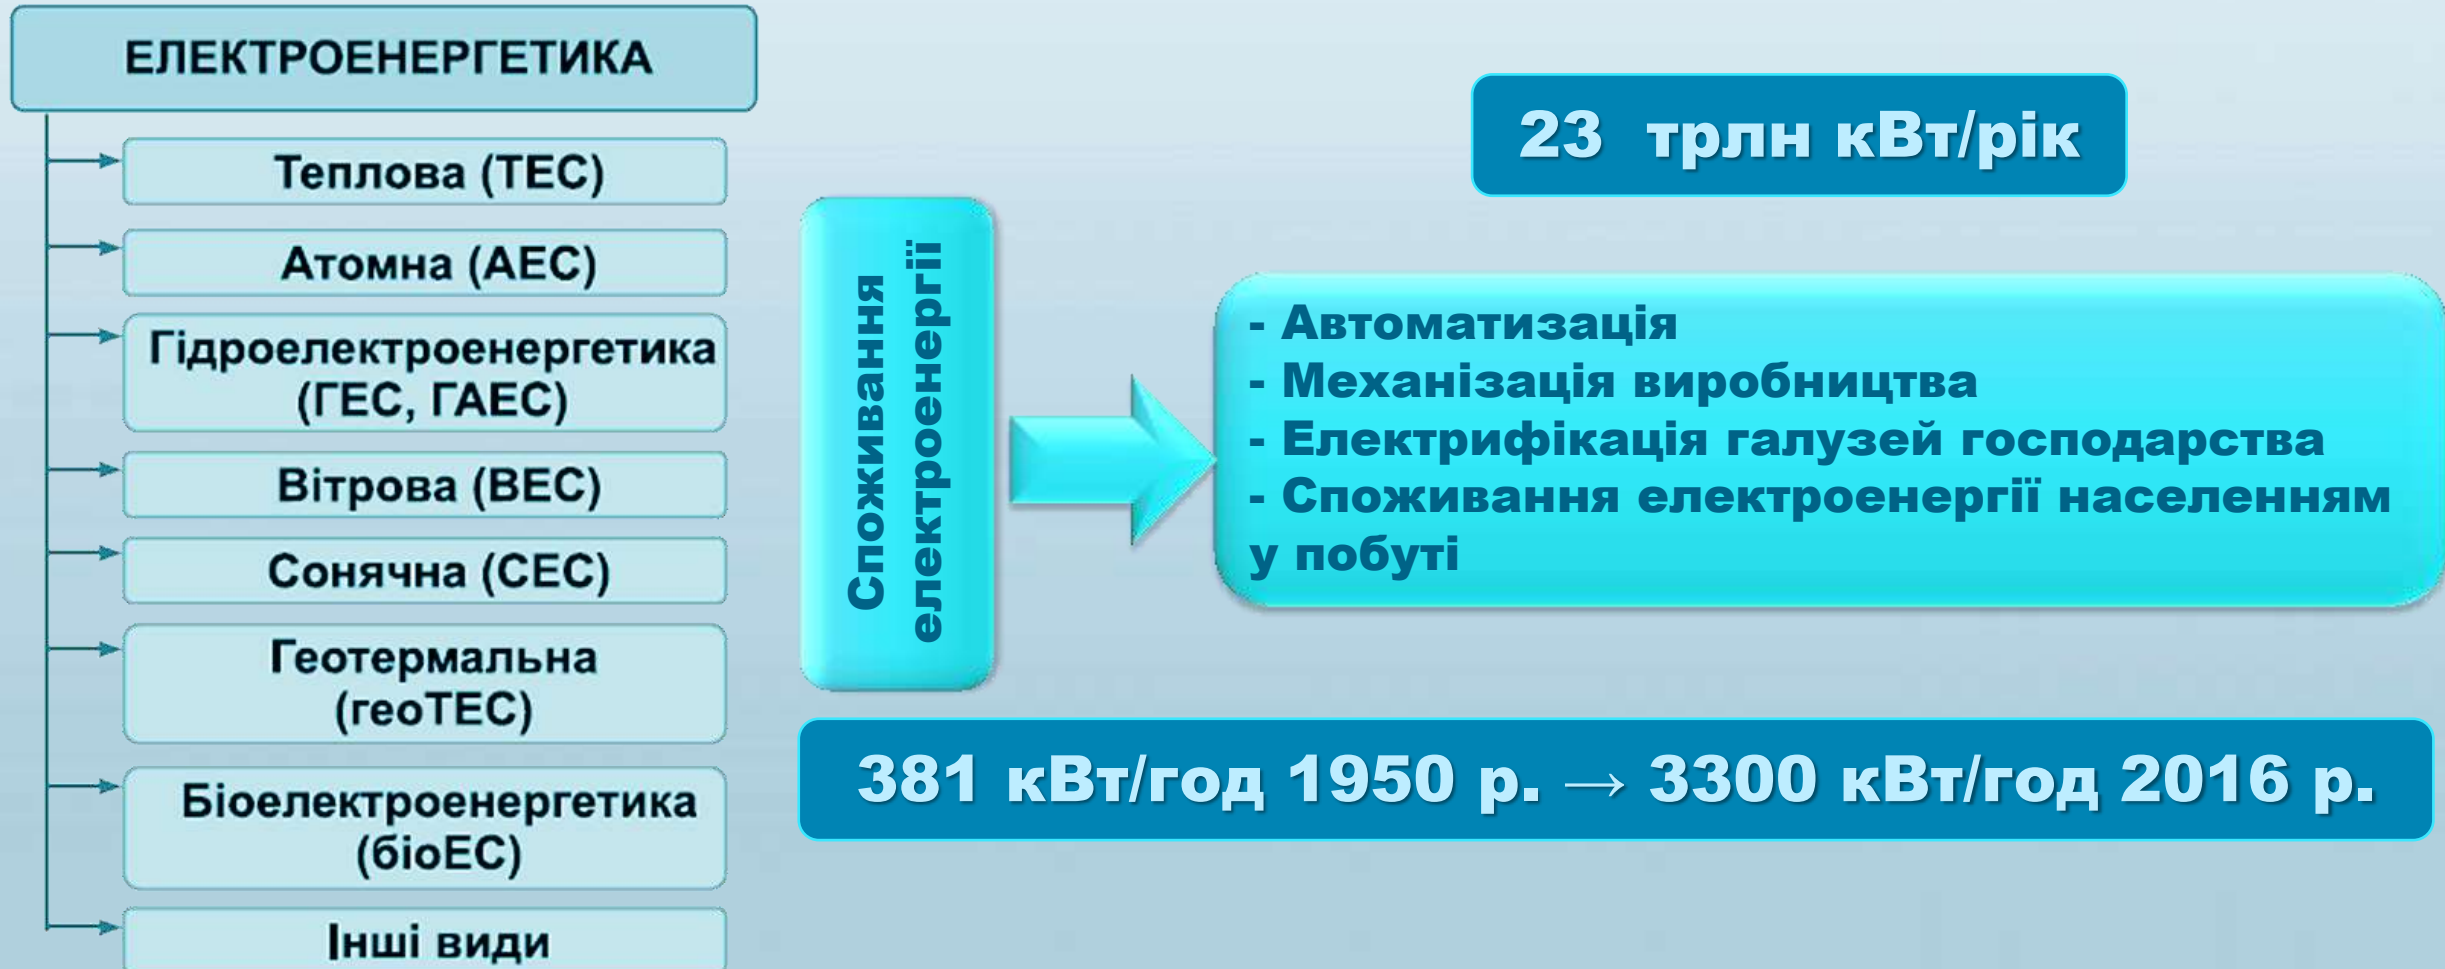 ЕЛЕКТРОЕНЕРГЕТИКА
Теплова (ТЕС)
Атомна (АЕС)
Гідроелектроенергетика
(ГЕС, ГАЕС)
Вітрова (ВЕС)
Сонячна (СЕС)
Геотермальна
(геоТЕС)
Біоелектроенергетика
(біоЕС)
Інші види
23 трлн кВт/рік
Споживання
електроенергії
- Автоматизація
- Механізація виробництва
- Електрифікація галузей господарства
- Споживання електроенергії населенням
у побуті
381 кВт/год 1950 р. → 3300 кВт/год 2016 р.